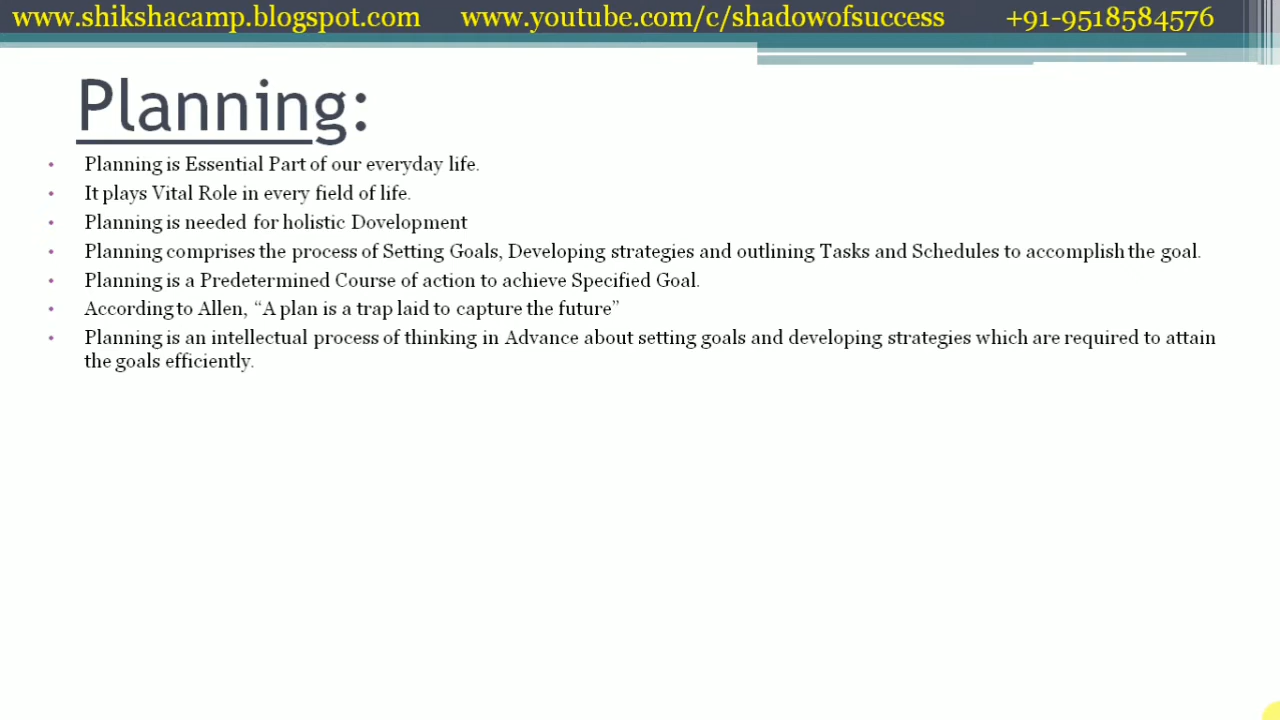 www.shikshacamp.blogspot.com www.youtube.com/c/shadowofsuccess +91-9518584576
Planning:
• Planning is Essential Part of our everyday life.
• It plays Vital Role in every field of life.
• Planning is needed for holistic Dovelopment
• Planning comprises the process of Setting Goals, Developing strategies and outlining Tasks and Schedules to accomplish the goal.
• Planning is a Predetermined Course of action to achieve Specified Goal.
• According to Allen, “A plan is a trap laid to capture the future”
• Planning is an intellectual process of thinking in Advance about setting goals and developing strategies which are required to attain
the goals efficiently.